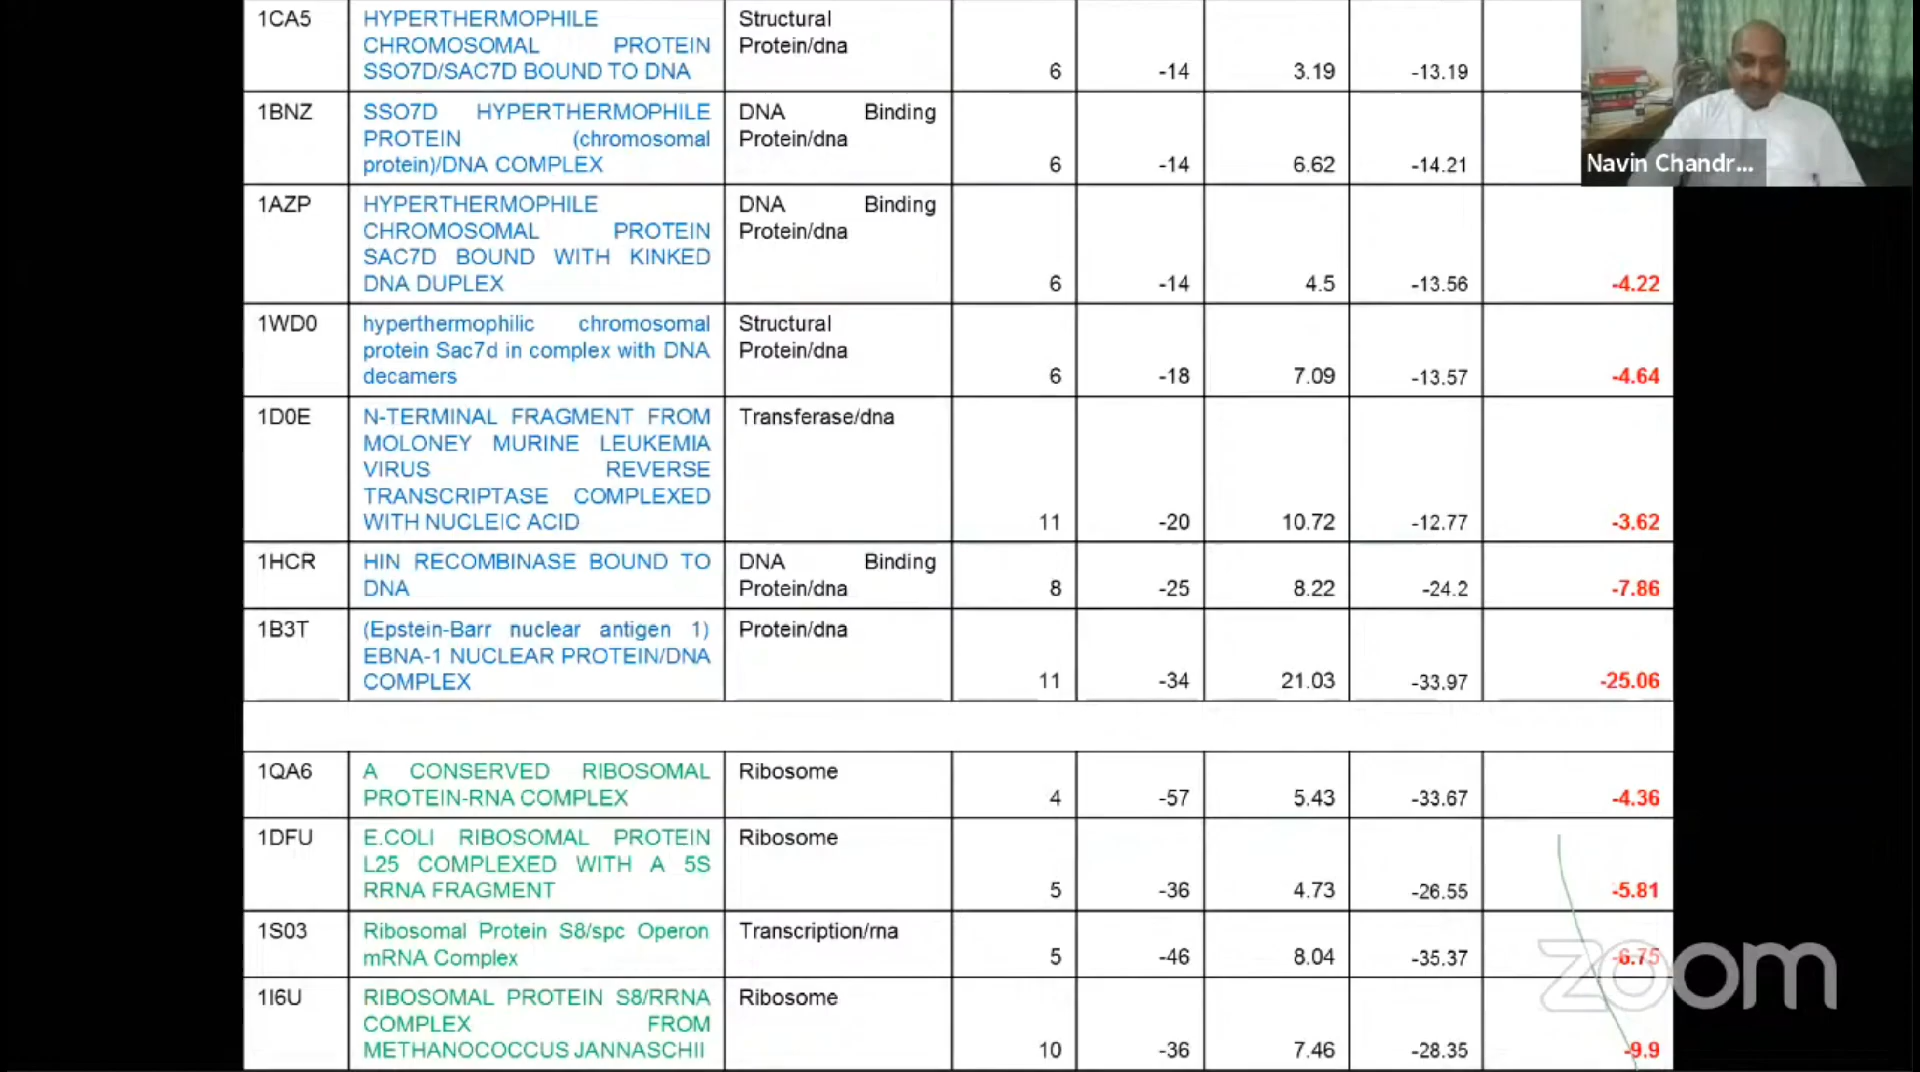 1CA5 HYPERTHERMOPHILE Structural
CHROMOSOMAL PROTEIN Protein/dna
SSO7D/SAC7D BOUND TO DNA 6 -14 3.19 -13.19
1BNZ SSO7D HYPERTHERMOPHILE DNA Binding
PROTEIN (chromosomal Protein/dna
protein)/DNA COMPLEX 6 -14 6.62 -14.21
Navin Chandr...
1AZP HYPERTHERMOPHILE DNA Binding
CHROMOSOMAL PROTEIN Protein/dna
SAC7D BOUND WITH KINKED
DNA DUPLEX 6 -14 4.5 -13.56 -4.22
1WD0 hyperthermophilic chromosomal Structural
protein Sac7d in complex with DNA Protein/dna
decamers 6 -18 7.09 -13.57 -4.64
1D0E N-TERMINAL FRAGMENT FROM Transferase/dna
MOLONEY MURINE LEUKEMIA
VIRUS REVERSE
TRANSCRIPTASE COMPLEXED
WITH NUCLEIC ACID 11 -20 10.72 -12.77 -3.62
1HCR HIN RECOMBINASE BOUND TO DNA Binding
DNA Protein/dna 8 -25 8.22 -24.2 -7.86
1B3T (Epstein-Barr nuclear antigen 1) Protein/dna
EBNA-1 NUCLEAR PROTEIN/DNA
COMPLEX 11 -34 21.03 -33.97 -25.06
1QA6 A CONSERVED RIBOSOMAL Ribosome
PROTEIN-RNA COMPLEX 4 -57 5.43 -33.67 -4.36
1DFU E.COLI RIBOSOMAL PROTEIN Ribosome
L25 COMPLEXED WITH A 5S
RRNA FRAGMENT 5 -36 4.73 -26.55 -5.81
1S03 Ribosomal Protein S8/spc Operon Transcription/rna
mRNA Complex 5 -46 8.04 -35.37 -6.75
zoom
1I6U RIBOSOMAL PROTEIN S8/RRNA Ribosome
COMPLEX FROM
METHANOCOCCUS JANNASCHII 10 -36 7.46 -28.35 -9.9